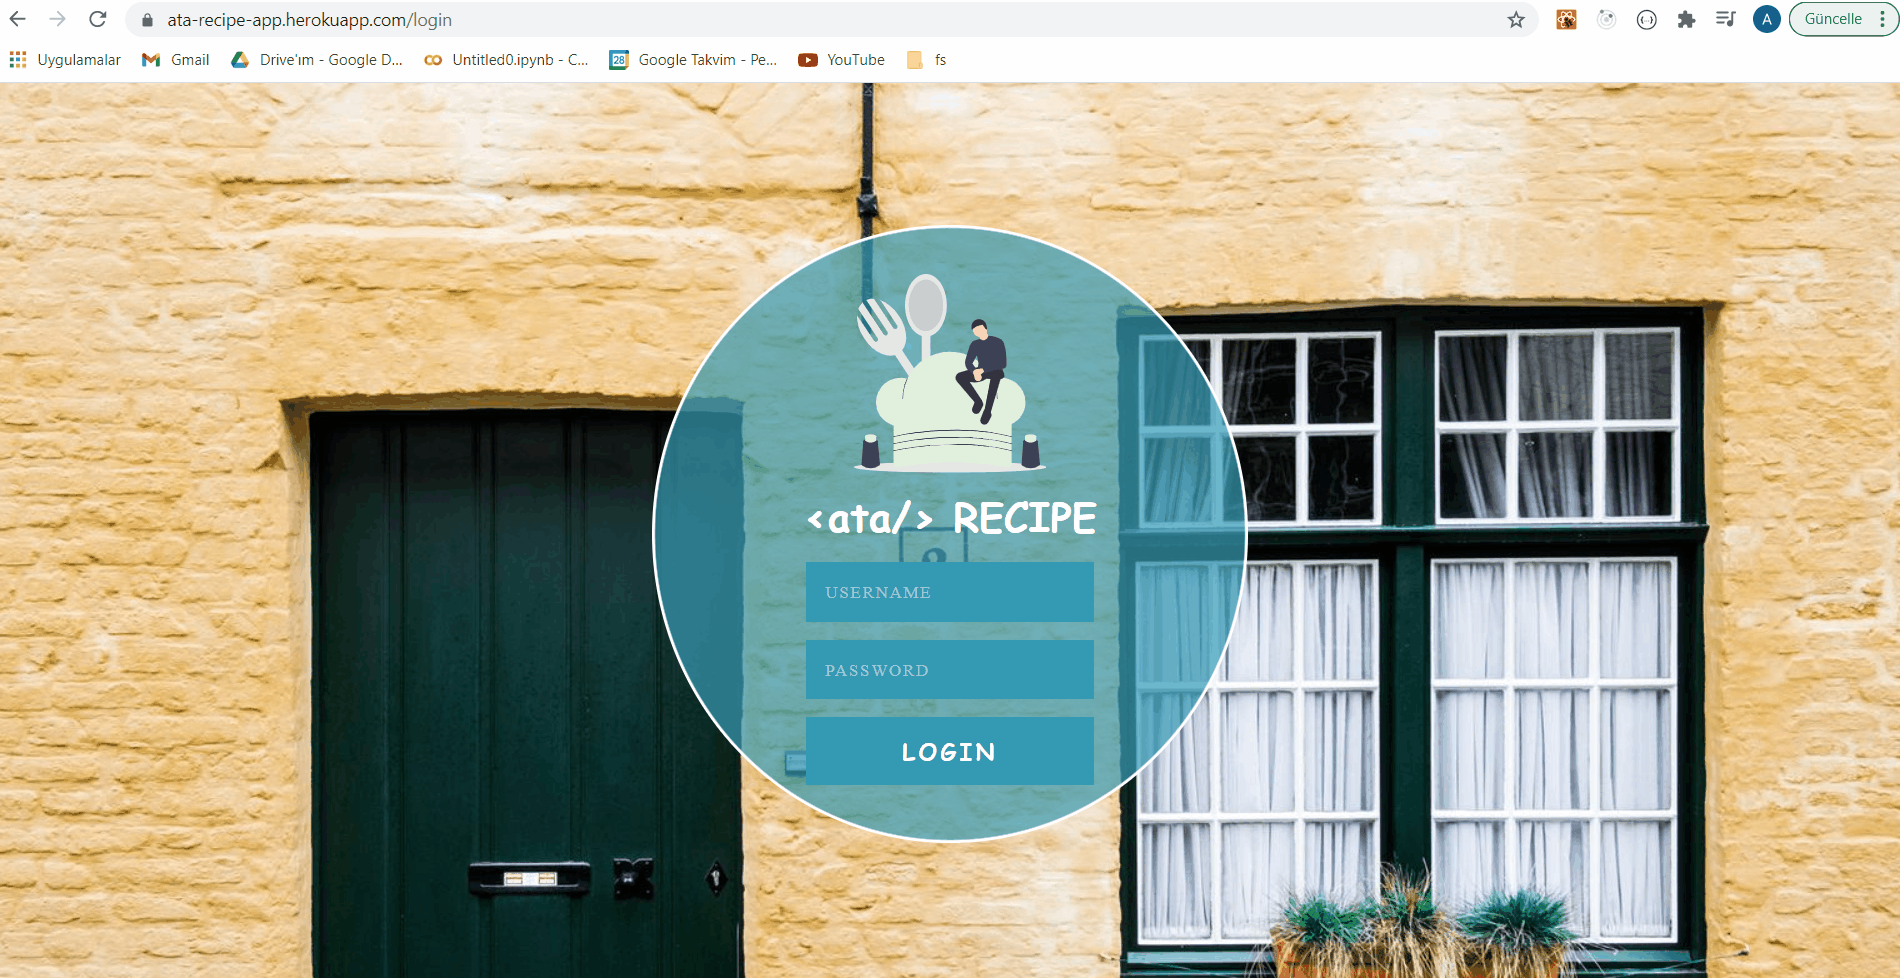 ata-recipe-app.herokuapp.com/login
A
Güncelle
Uygulamalar
Gmail
Drive'ım - Google D...
Untitled0.ipynb - C...
28
Google Takvim - Pe...
YouTube
fs
<ata/> RECIPE
USERNAME
PASSWORD
LOGIN